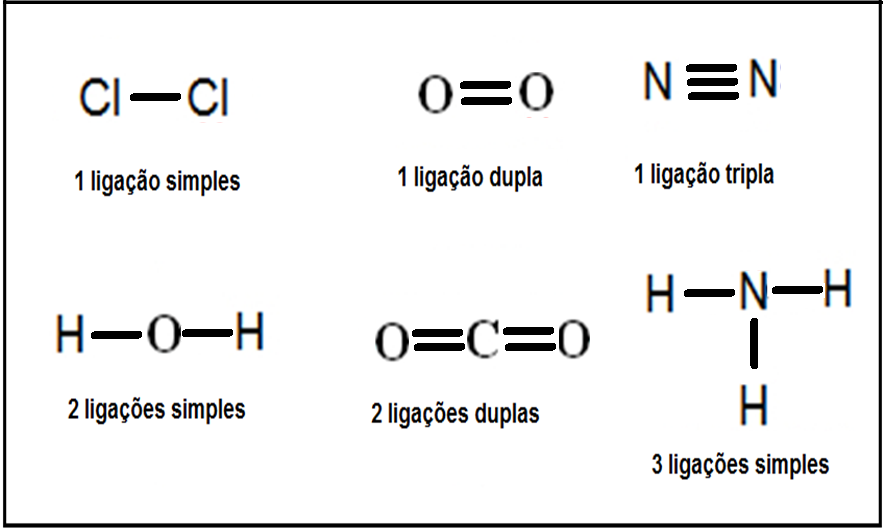 Cl — Cl
O = O
N ≡ N
1 ligação simples
1 ligação dupla
1 ligação tripla
H — O — H
O = C = O
H — N — H
H
2 ligações simples
2 ligações duplas
3 ligações simples